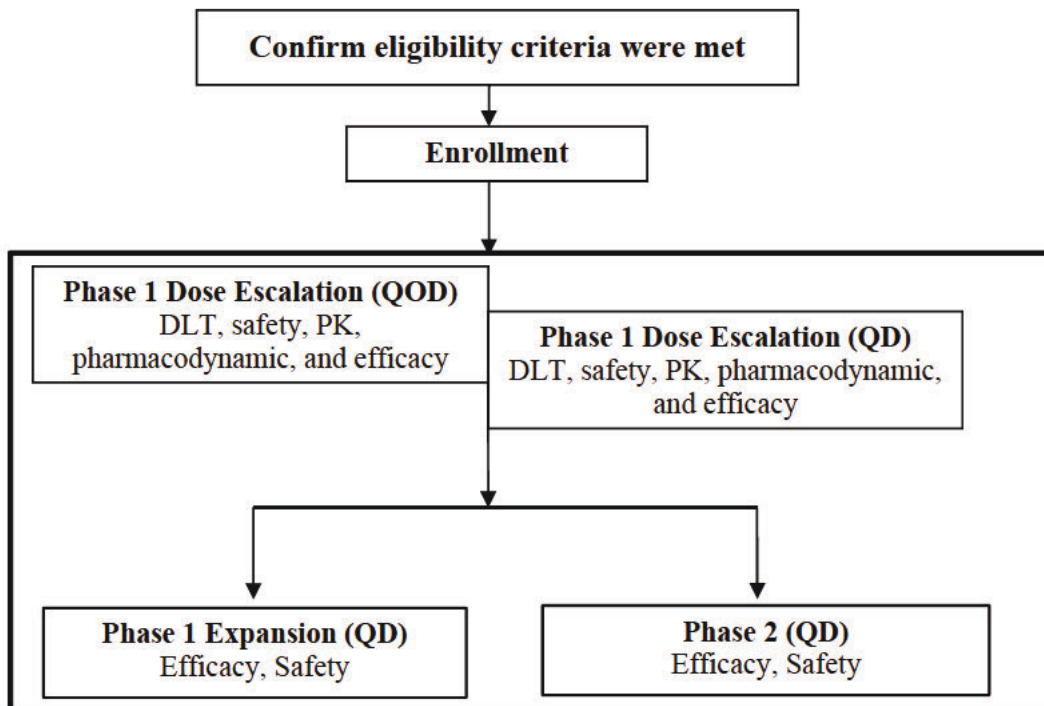 Confirm eligibility criteria were met
Enrollment
Phase 1 Dose Escalation (QOD)
DLT, safety, PK,
pharmacodynamic, and efficacy
Phase 1 Dose Escalation (QD)
DLT, safety, PK, pharmacodynamic,
and efficacy
Phase 1 Expansion (QD)
Efficacy, Safety
Phase 2 (QD)
Efficacy, Safety